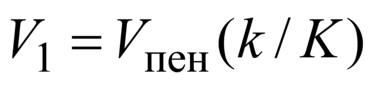 V₁ = Vпен(k / K)